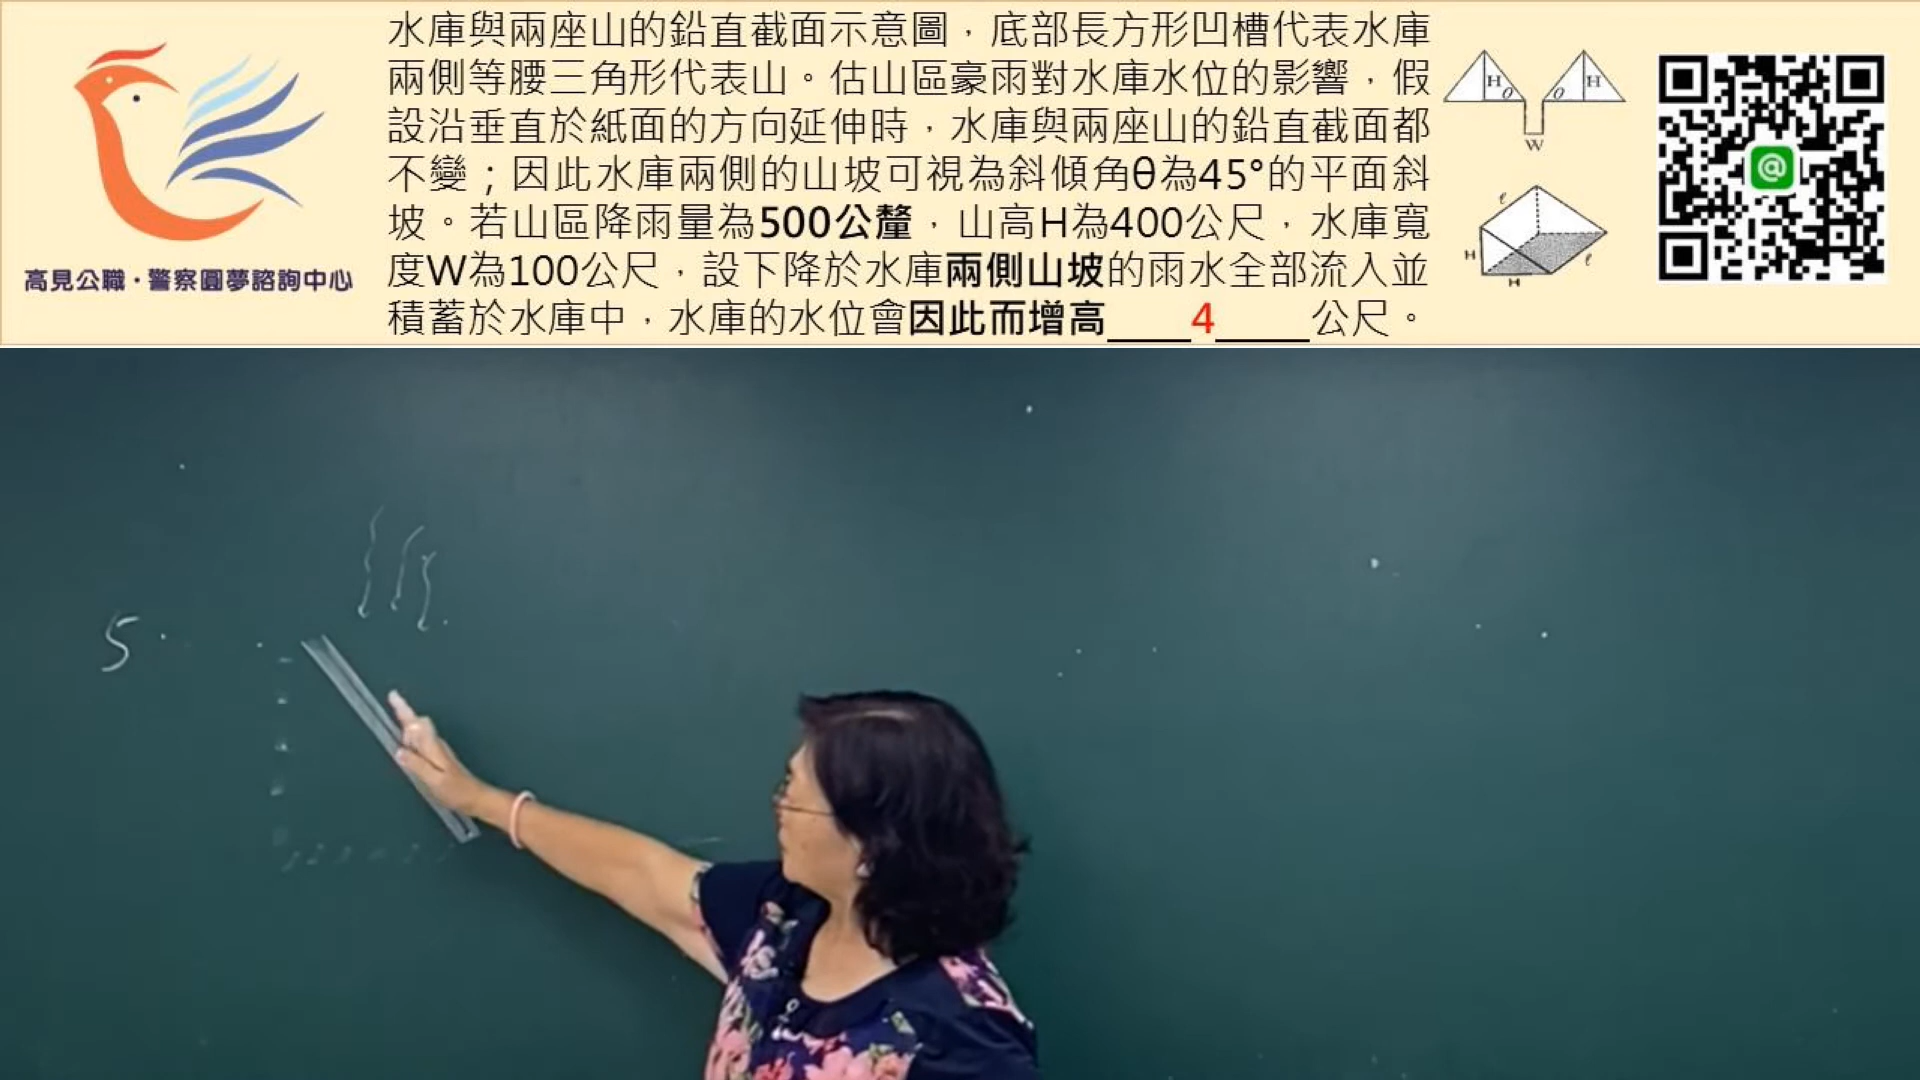 水庫與兩座山的鉛直截面示意圖，底部長方形凹槽代表水庫
兩側等腰三角形代表山。估山區豪雨對水庫水位的影響，假
設沿垂直於紙面的方向延伸時，水庫與兩座山的鉛直截面都
不變；因此水庫兩側的山坡可視為斜傾角θ為45°的平面斜
坡。若山區降雨量為500公釐，山高H為400公尺，水庫寬
度W為100公尺，設下降於水庫兩側山坡的雨水全部流入並
積蓄於水庫中，水庫的水位會因此而增高____4____公尺。
高見公職・警察圓夢諮詢中心
H θ θ H
W
ℓ
H
ℓ
H
@
5